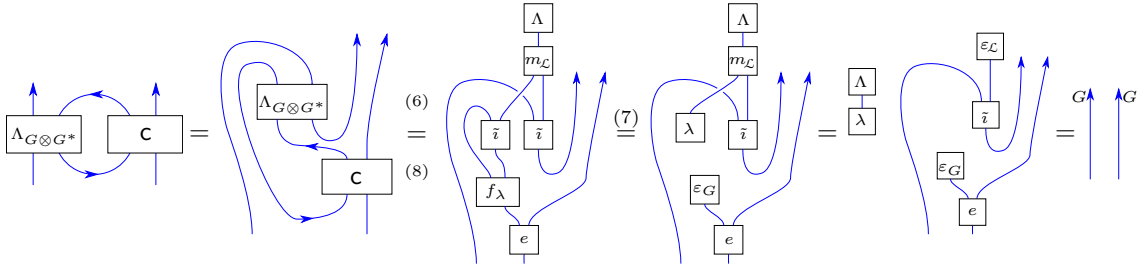 Λ_{G⊗G*} C = Λ_{G⊗G*} C (6) = (8) Λ m_ℒ ĩ ĩ f_λ e (7) = Λ m_ℒ λ ĩ ε_G e = Λ λ ε_ℒ ĩ ε_G e = G G